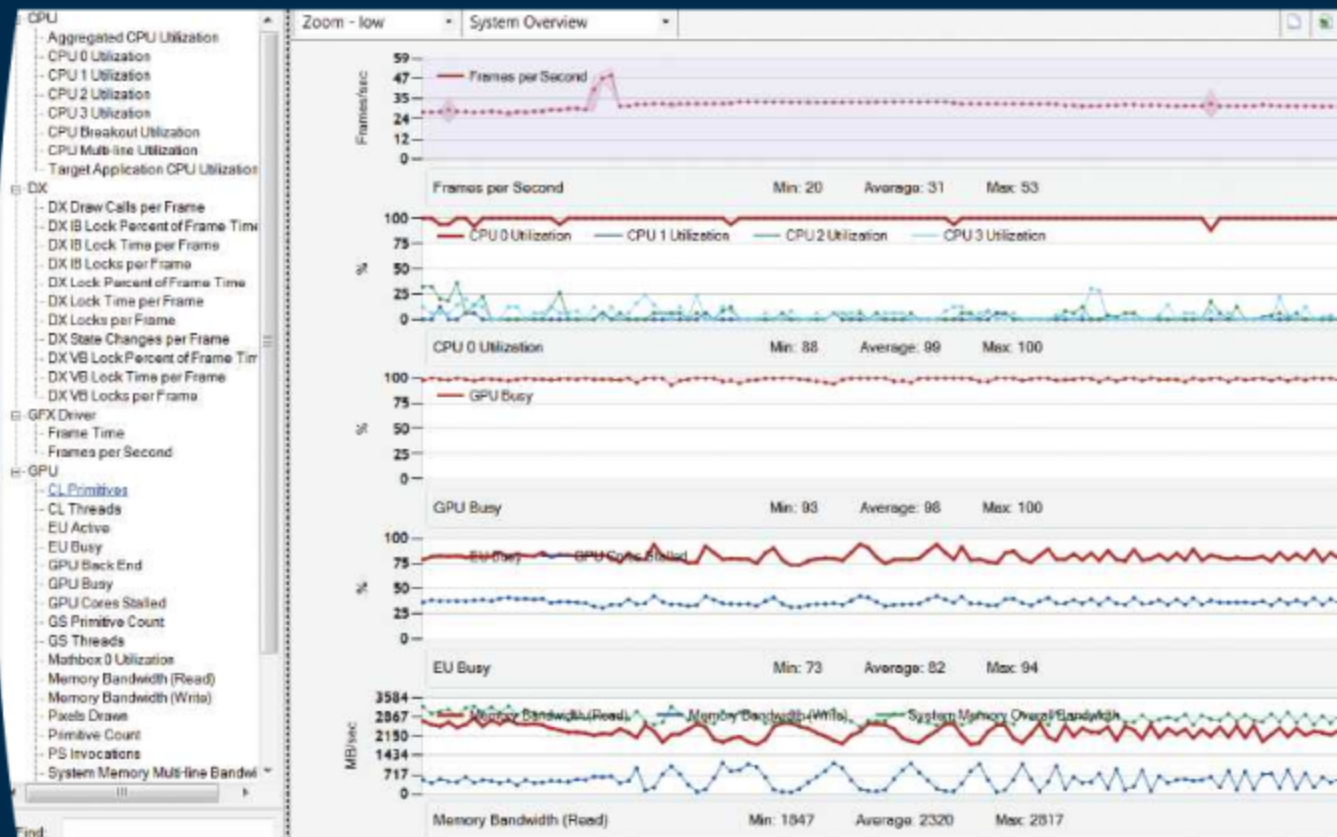 CPU
Aggregated CPU Utilization
CPU 0 Utilization
CPU 1 Utilization
CPU 2 Utilization
CPU 3 Utilization
CPU Breakout Utilization
CPU Multi-line Utilization
Target Application CPU Utilization
DX
DX Draw Calls per Frame
DX IB Lock Percent of Frame Time
DX IB Lock Time per Frame
DX IB Locks per Frame
DX Lock Percent of Frame Time
DX Lock Time per Frame
DX Locks per Frame
DX State Changes per Frame
DX VB Lock Percent of Frame Tim
DX VB Lock Time per Frame
DX VB Locks per Frame
GFX Driver
Frame Time
Frames per Second
GPU
CL Primitives
CL Threads
EU Active
EU Busy
GPU Back End
GPU Busy
GPU Cores Stalled
GS Primitive Count
GS Threads
Mathbox 0 Utilization
Memory Bandwidth (Read)
Memory Bandwidth (Write)
Pixels Drawn
Primitive Count
PS Invocations
System Memory Multi-line Bandwi
Find:
Zoom - low System Overview
Frames/sec
59
47
35
24
12
0
Frames per Second
Frames per Second Min: 20 Average: 31 Max: 53
%
100
75
50
25
0
CPU 0 Utilization CPU 1 Utilization CPU 2 Utilization CPU 3 Utilization
CPU 0 Utilization Min: 88 Average: 99 Max: 100
%
100
75
50
25
0
GPU Busy
GPU Busy Min: 93 Average: 98 Max: 100
%
100
75
50
25
0
EU Busy GPU Cores Stalled
EU Busy Min: 73 Average: 82 Max: 94
MB/sec
3584
2867
2150
1434
717
0
Memory Bandwidth (Read) Memory Bandwidth (Write) System Memory Overall Bandwidth
Memory Bandwidth (Read) Min: 1847 Average: 2320 Max: 2817